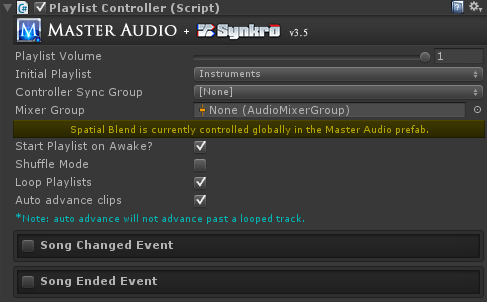 Playlist Controller (Script)
M MASTER AUDIO + Synkro v3.5
Playlist Volume 1
Initial Playlist Instruments
Controller Sync Group [None]
Mixer Group None (AudioMixerGroup)
Spatial Blend is currently controlled globally in the Master Audio prefab.
Start Playlist on Awake?
Shuffle Mode
Loop Playlists
Auto advance clips
*Note: auto advance will not advance past a looped track.
Song Changed Event
Song Ended Event